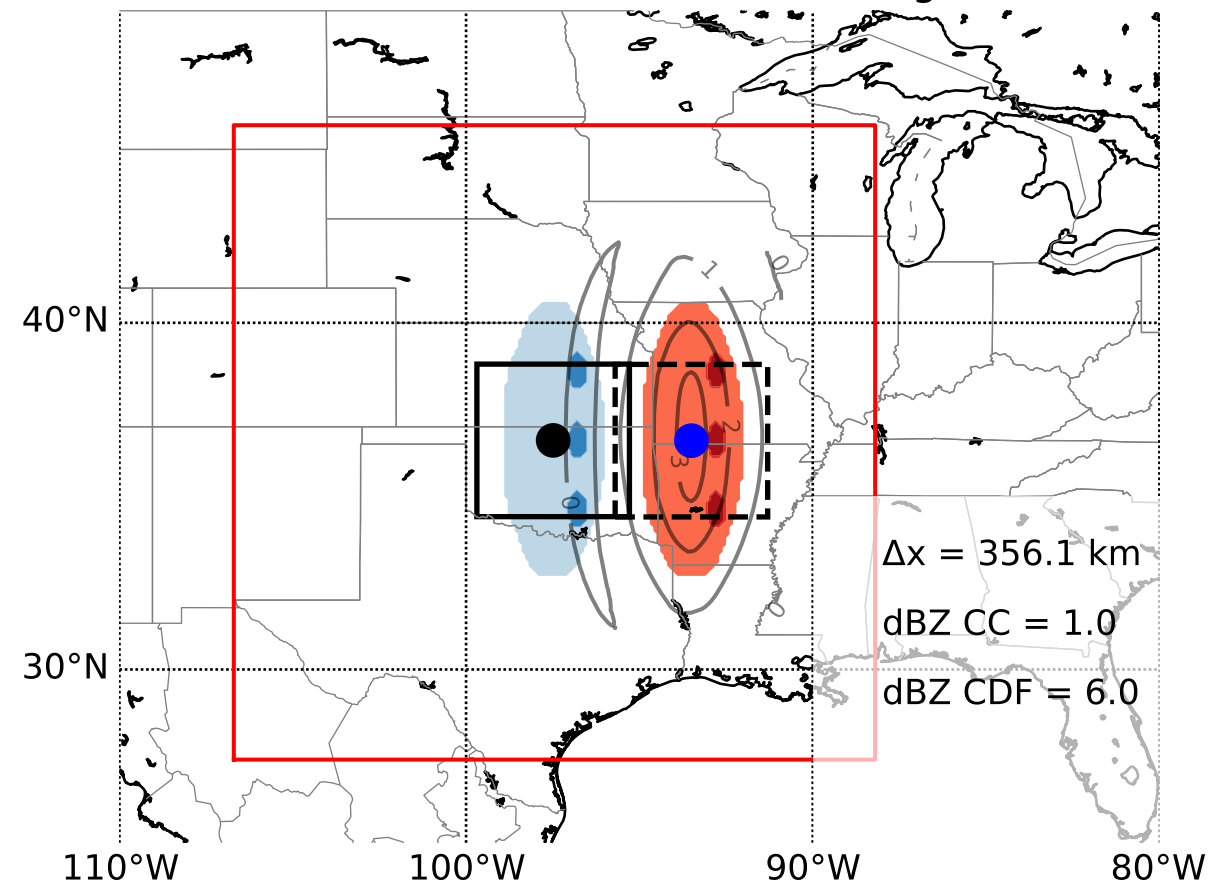 1
0
40°N
2
3
0
Δx = 356.1 km
dBZ CC = 1.0
0
30°N
dBZ CDF = 6.0
110°W 100°W 90°W 80°W